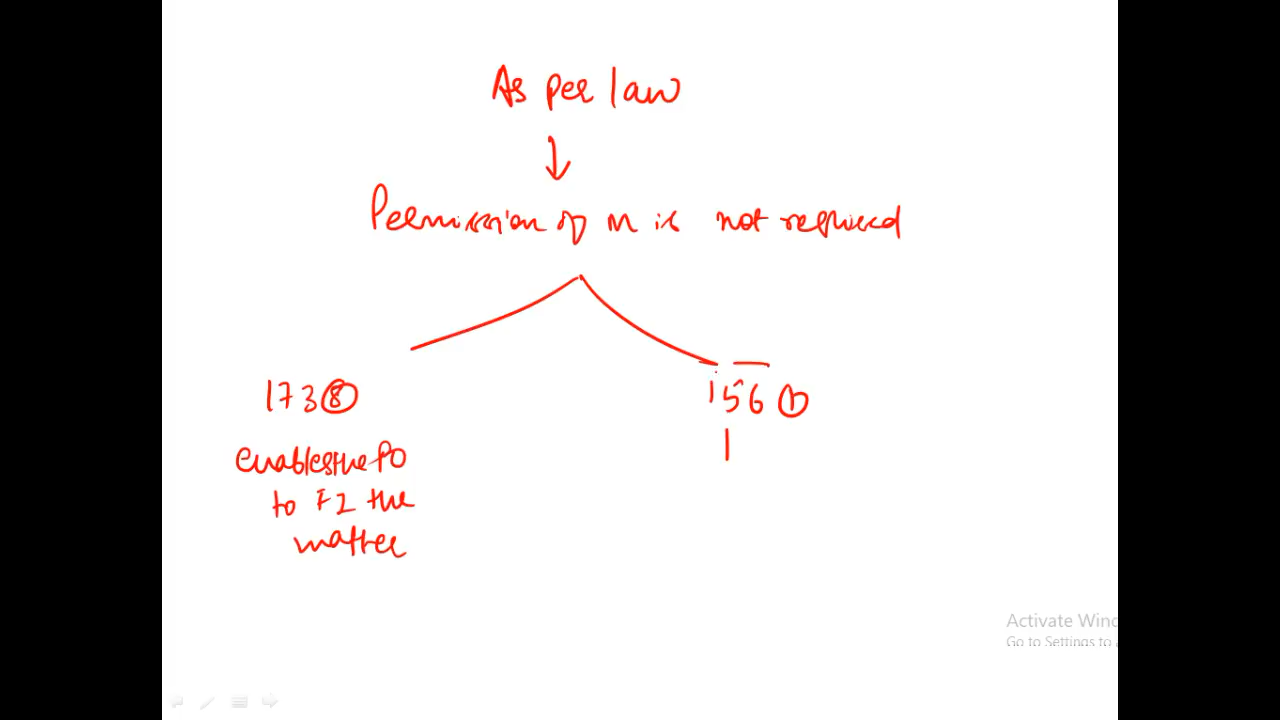 As per law
Permission of M is not required
173(8)
156(1)
enables the PO
to FI the
matter
Activate Winc
Go to Settings to